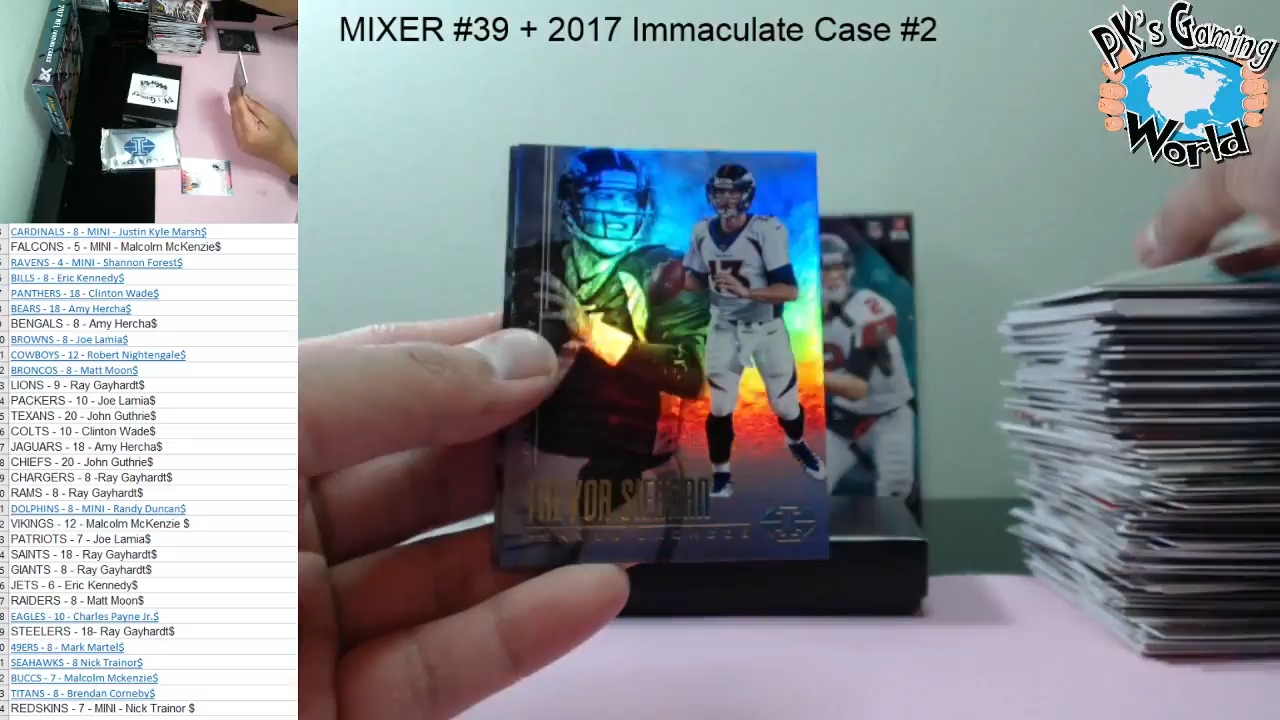 MIXER #39 + 2017 Immaculate Case #2
PK's Gaming
World
CARDINALS - 8 - MINI - Justin Kyle Marsh$
FALCONS - 5 - MINI - Malcolm McKenzie$
RAVENS - 4 - MINI - Shannon Forest$
BILLS - 8 - Eric Kennedy$
PANTHERS - 18 - Clinton Wade$
BEARS - 18 - Amy Hercha$
BENGALS - 8 - Amy Hercha$
BROWNS - 8 - Joe Lamia$
COWBOYS - 12 - Robert Nightengale$
BRONCOS - 8 - Matt Moon$
LIONS - 9 - Ray Gayhardt$
PACKERS - 10 - Joe Lamia$
TEXANS - 20 - John Guthrie$
COLTS - 10 - Clinton Wade$
JAGUARS - 18 - Amy Hercha$
CHIEFS - 20 - John Guthrie$
CHARGERS - 8 -Ray Gayhardt$
RAMS - 8 - Ray Gayhardt$
DOLPHINS - 8 - MINI - Randy Duncan$
VIKINGS - 12 - Malcolm McKenzie $
PATRIOTS - 7 - Joe Lamia$
SAINTS - 18 - Ray Gayhardt$
GIANTS - 8 - Ray Gayhardt$
JETS - 6 - Eric Kennedy$
RAIDERS - 8 - Matt Moon$
EAGLES - 10 - Charles Payne Jr.$
STEELERS - 18- Ray Gayhardt$
49ERS - 8 - Mark Martel$
SEAHAWKS - 8 Nick Trainor$
BUCCS - 7 - Malcolm Mckenzie$
TITANS - 8 - Brendan Corneby$
REDSKINS - 7 - MINI - Nick Trainor $
TREVOR SIEMIAN
13